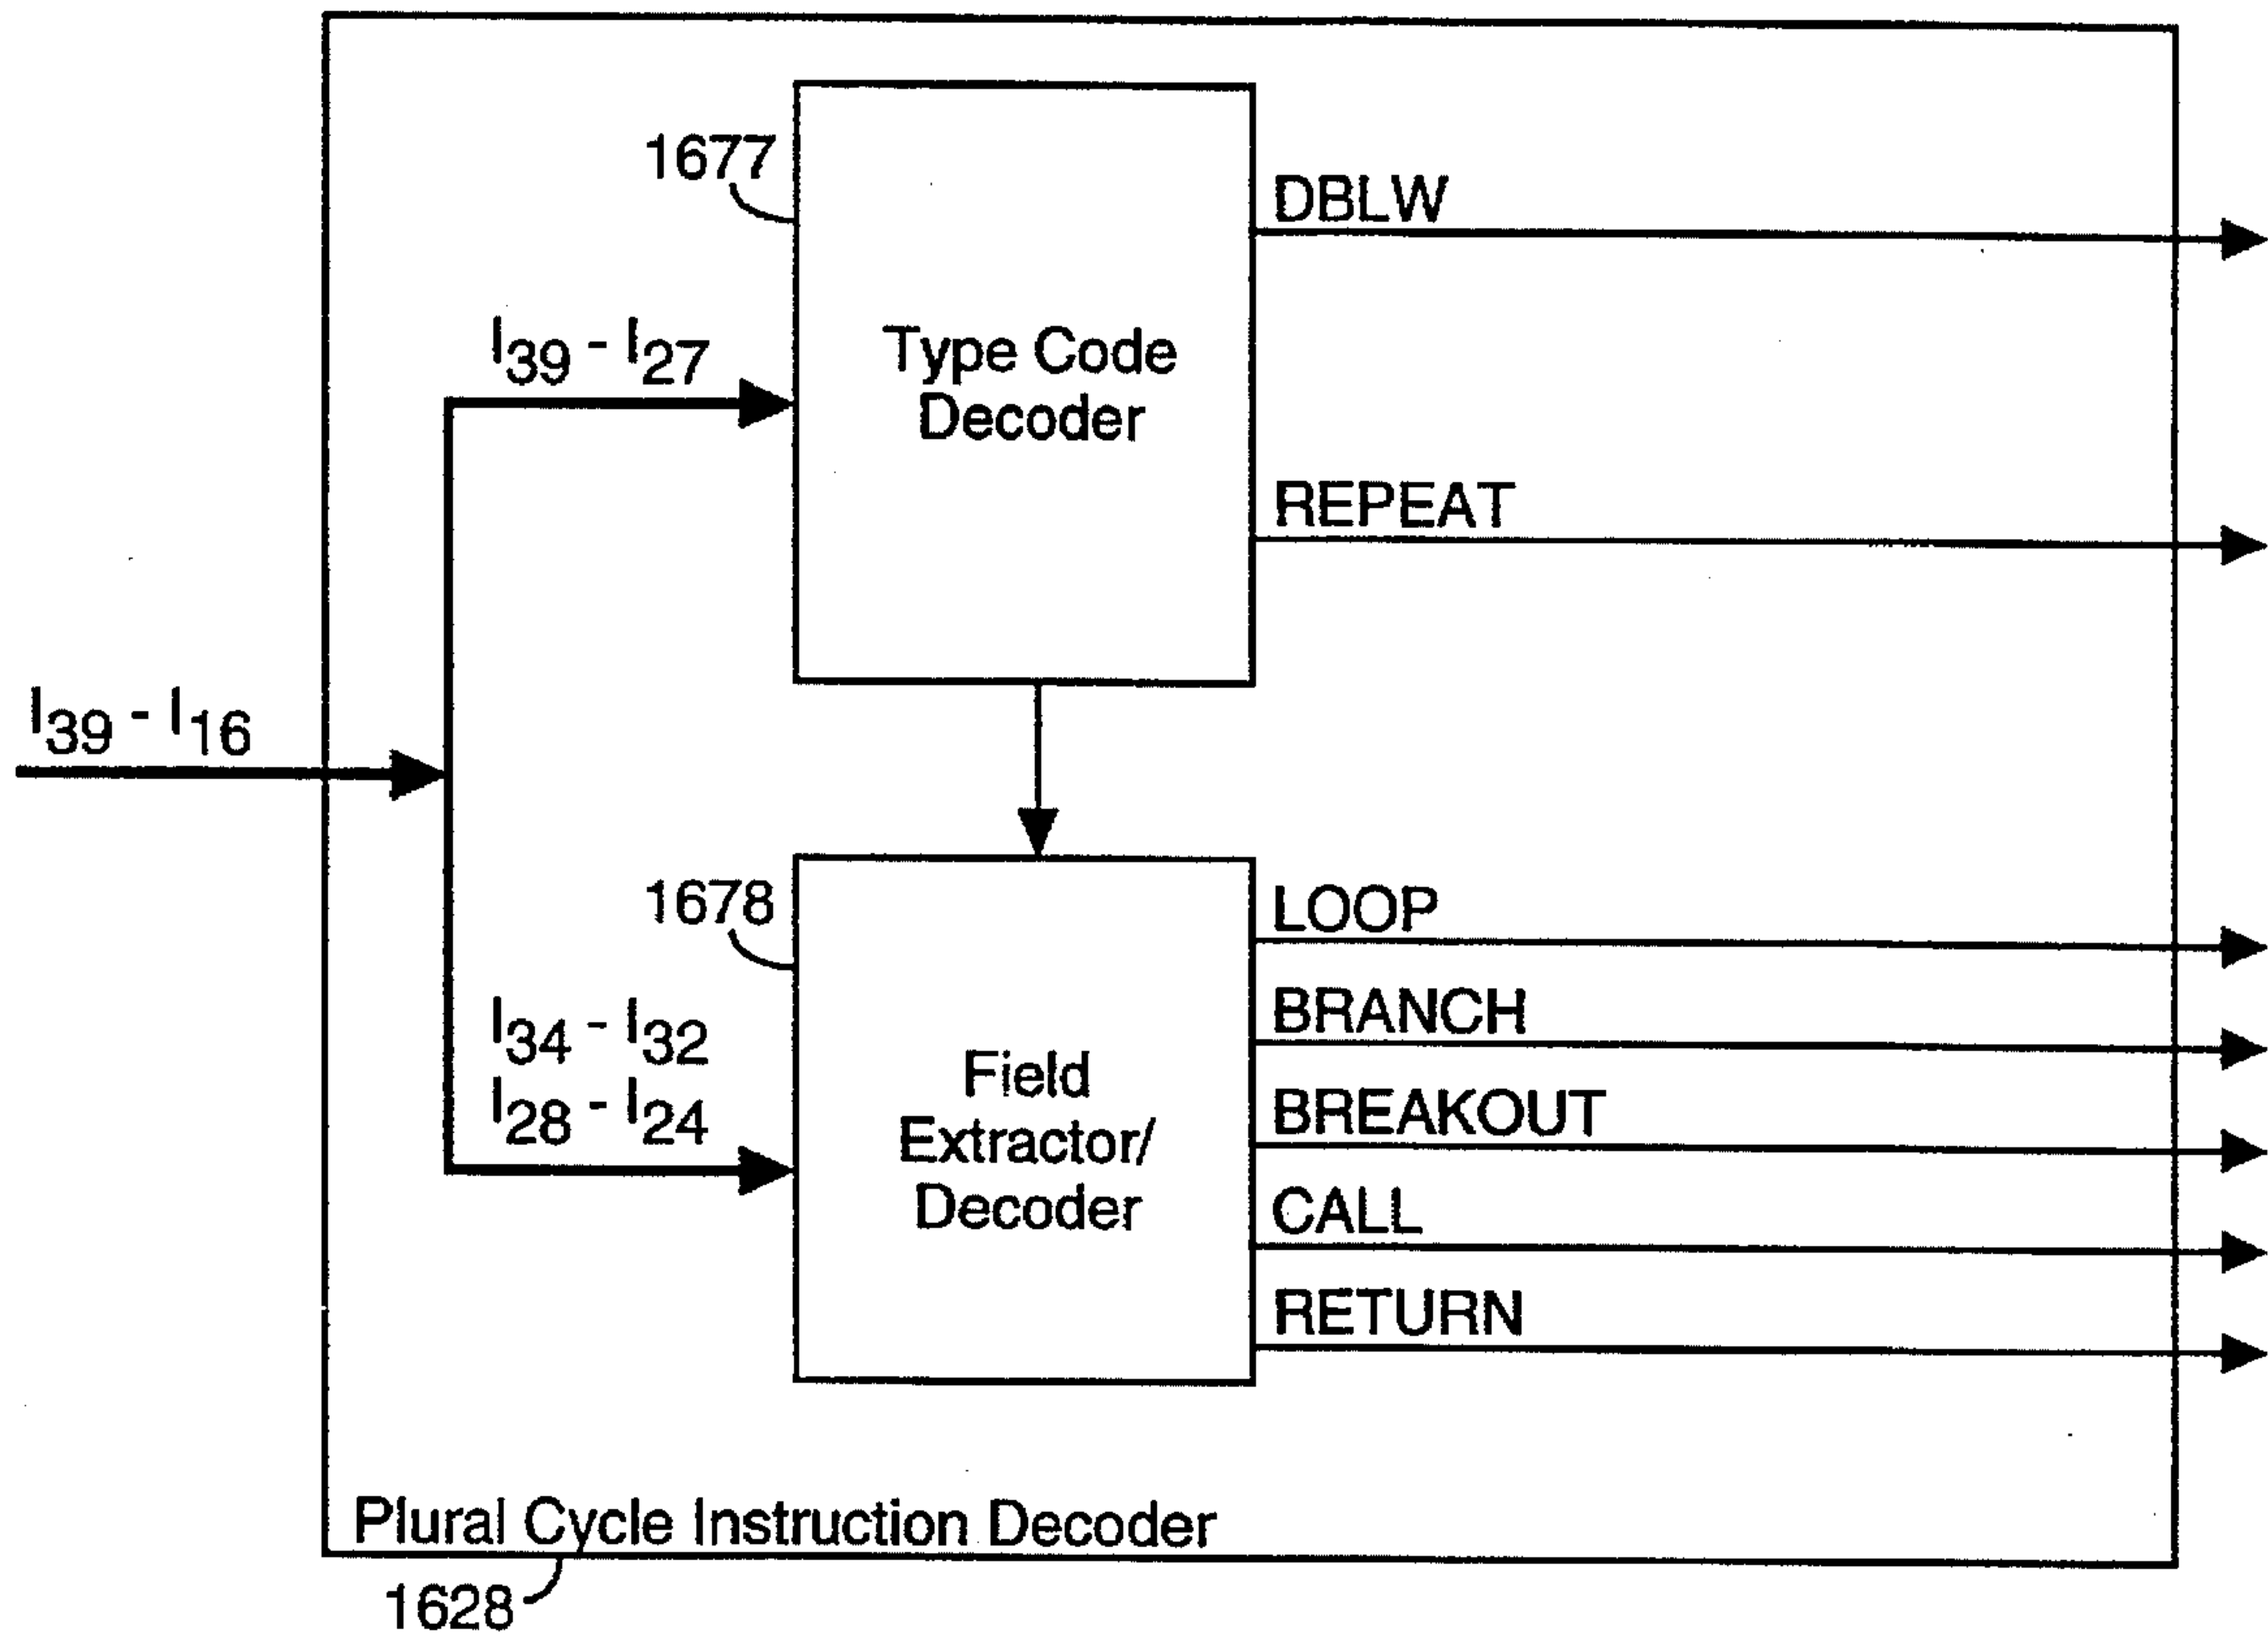 1677
DBLW
I39 - I27
Type Code
Decoder
REPEAT
I39 - I16
1678
LOOP
I34 - I32
I28 - I24
Field
Extractor/
Decoder
BRANCH
BREAKOUT
CALL
RETURN
Plural Cycle Instruction Decoder
1628